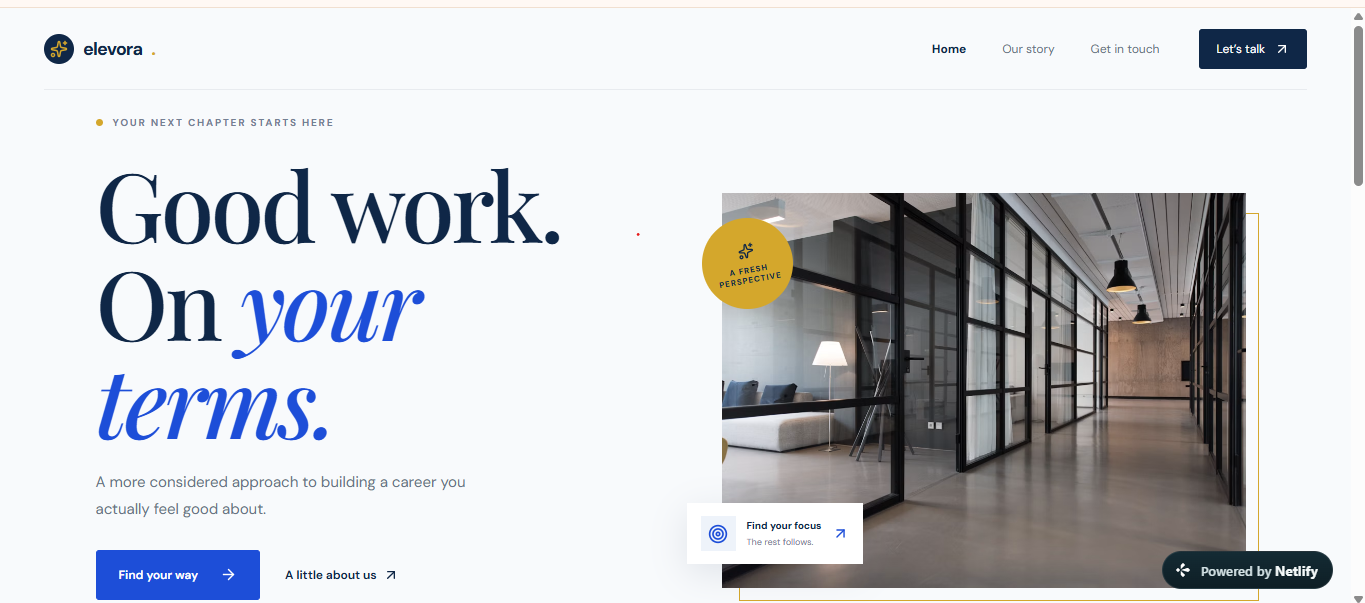 elevora .
Home
Our story
Get in touch
Let's talk
YOUR NEXT CHAPTER STARTS HERE
Good work.
On your
terms.
A more considered approach to building a career you
actually feel good about.
Find your way
A little about us
A FRESH
PERSPECTIVE
Find your focus
The rest follows.
Powered by Netlify